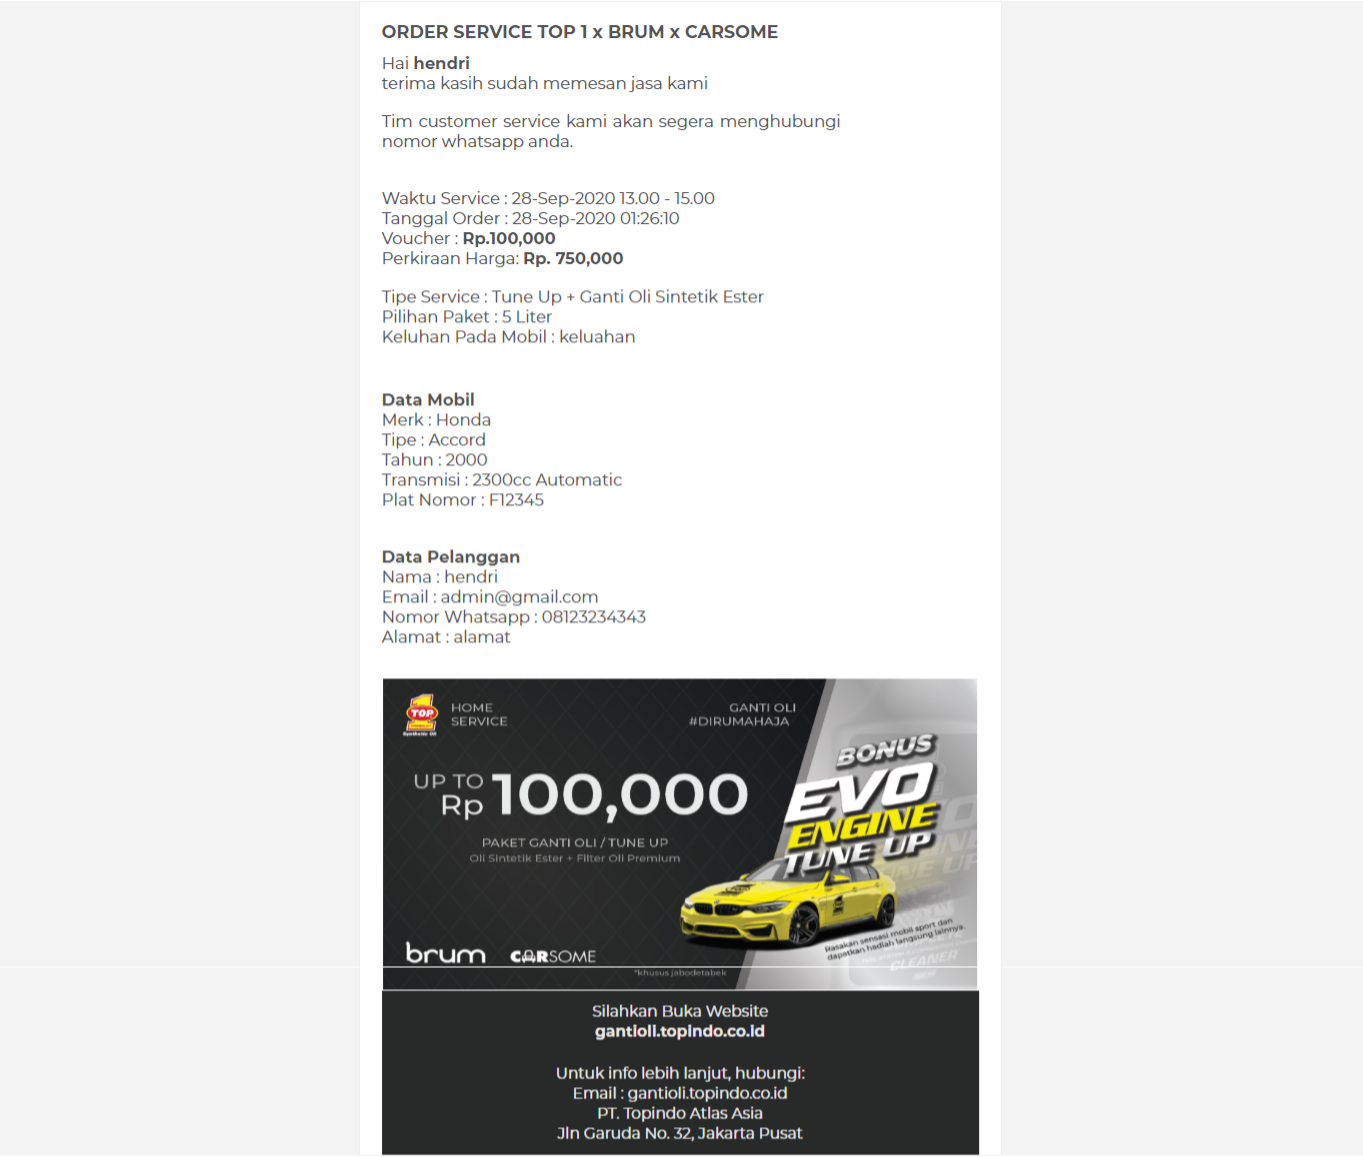 ORDER SERVICE TOP 1 x BRUM x CARSOME
Hai hendri
terima kasih sudah memesan jasa kami
Tim customer service kami akan segera menghubungi
nomor whatsapp anda.
Waktu Service : 28-Sep-2020 13.00 - 15.00
Tanggal Order : 28-Sep-2020 01:26:10
Voucher : Rp.100,000
Perkiraan Harga: Rp. 750,000
Tipe Service : Tune Up + Ganti Oli Sintetik Ester
Pilihan Paket : 5 Liter
Keluhan Pada Mobil : keluahan
Data Mobil
Merk : Honda
Tipe : Accord
Tahun : 2000
Transmisi : 2300cc Automatic
Plat Nomor : F12345
Data Pelanggan
Nama : hendri
Email : admin@gmail.com
Nomor Whatsapp : 08123234343
Alamat : alamat
1
TOP
Synthetic Oil
HOME
SERVICE
GANTI OLI
#DIRUMAHAJA
UP TO
Rp 100,000
PAKET GANTI OLI / TUNE UP
Oli Sintetik Ester + Filter Oli Premium
BONUS
EVO
ENGINE
TUNE UP
Rasakan sensasi mobil sport dan
dapatkan hadiah langsung lainnya.
CLEANER
brum
CARSOME
*khusus jabodetabek
Silahkan Buka Website
gantioli.topindo.co.id
Untuk info lebih lanjut, hubungi:
Email : gantioli.topindo.co.id
PT. Topindo Atlas Asia
Jln Garuda No. 32, Jakarta Pusat